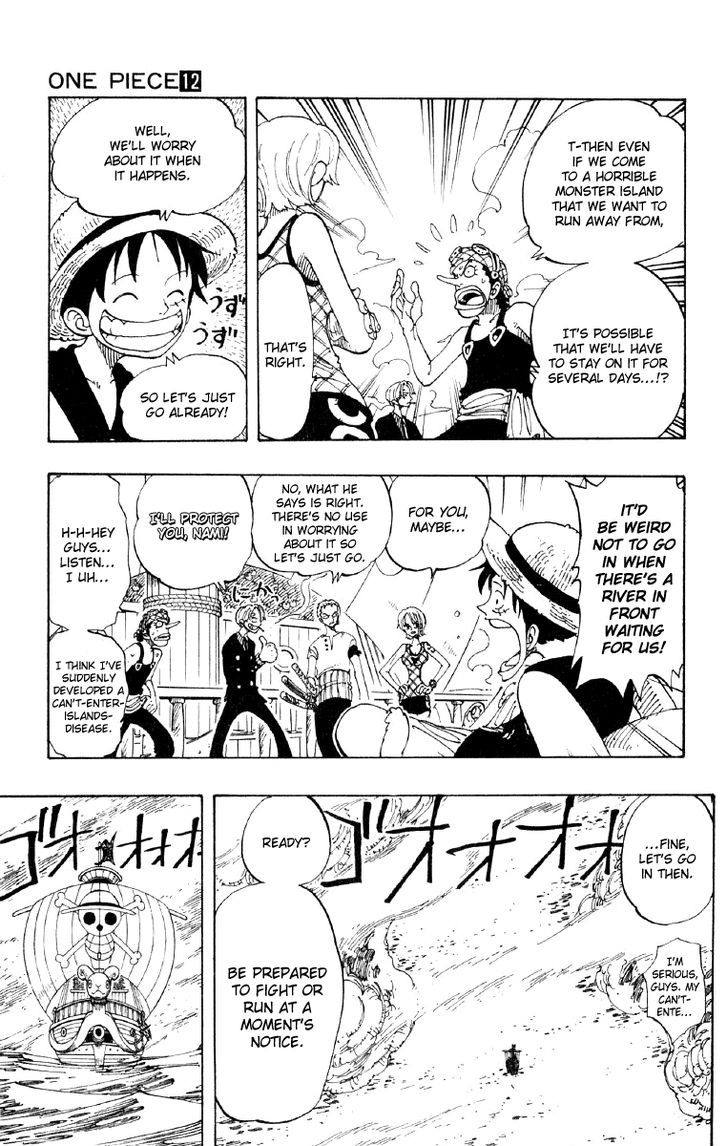 ONE PIECE 12
T-THEN EVEN
IF WE COME
TO A HORRIBLE
MONSTER ISLAND
THAT WE WANT TO
RUN AWAY FROM,
IT'S POSSIBLE
THAT WE'LL HAVE
TO STAY ON IT FOR
SEVERAL DAYS...!?
THAT'S
RIGHT.
WELL,
WE'LL WORRY
ABOUT IT WHEN
IT HAPPENS.
うずうず
SO LET'S JUST
GO ALREADY!
IT'D
BE WEIRD
NOT TO GO
IN WHEN
THERE'S A
RIVER IN
FRONT
WAITING
FOR US!
FOR YOU,
MAYBE...
NO, WHAT HE
SAYS IS RIGHT.
THERE'S NO USE
IN WORRYING
ABOUT IT SO
LET'S JUST GO.
I'LL PROTECT
YOU, NAMI!
にかっ
H-H-HEY
GUYS...
LISTEN...
I UH...
I THINK I'VE
SUDDENLY
DEVELOPED A
CAN'T-ENTER-
ISLANDS-
DISEASE.
...FINE,
LET'S GO
IN THEN.
I'M
SERIOUS,
GUYS. MY
CAN'T-
ENTE...
ゴオオオオ
READY?
BE PREPARED
TO FIGHT OR
RUN AT A
MOMENT'S
NOTICE.
ゴオオオオ